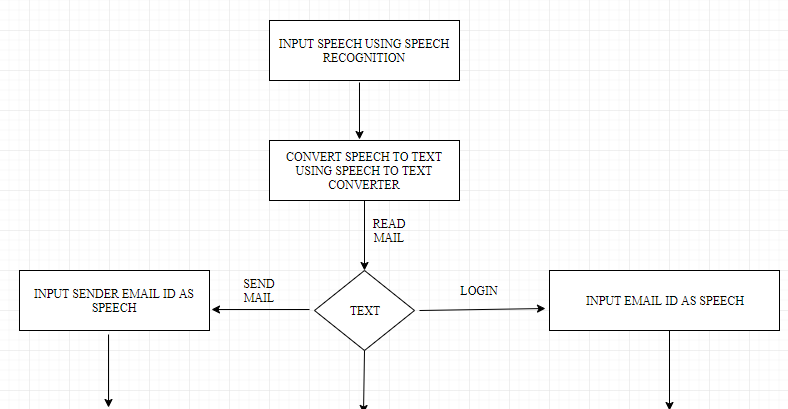 INPUT SPEECH USING SPEECH
RECOGNITION
CONVERT SPEECH TO TEXT
USING SPEECH TO TEXT
CONVERTER
READ
MAIL
INPUT SENDER EMAIL ID AS
SPEECH
SEND
MAIL
TEXT
LOGIN
INPUT EMAIL ID AS SPEECH